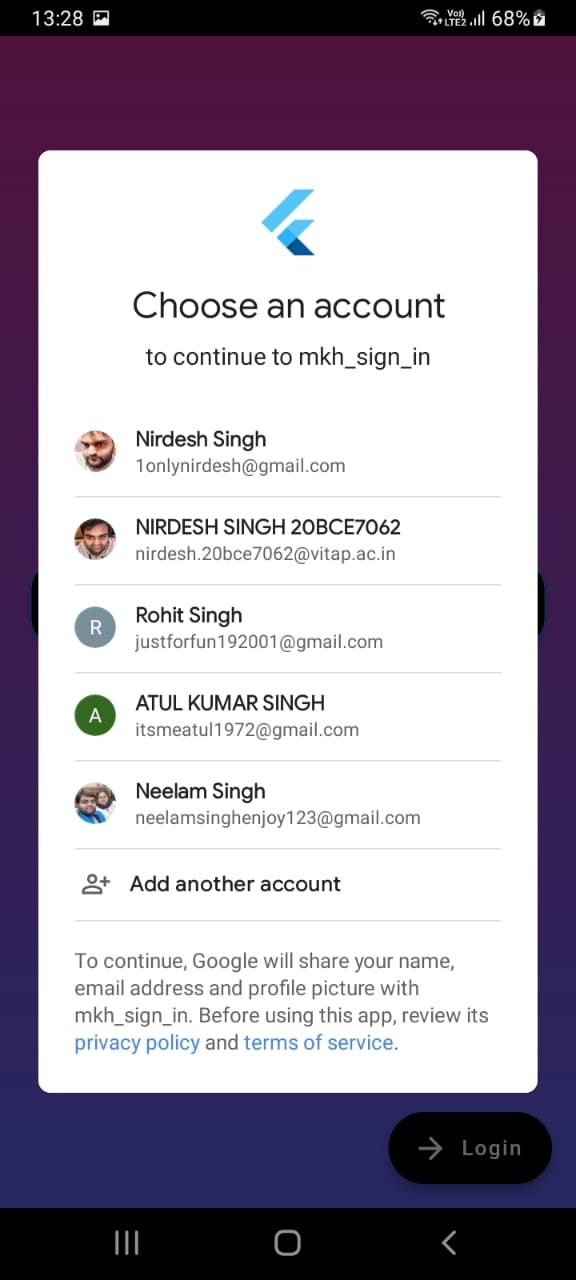 13:28 Vo)) LTE2 68%
Choose an account
to continue to mkh_sign_in
Nirdesh Singh
1onlynirdesh@gmail.com
NIRDESH SINGH 20BCE7062
nirdesh.20bce7062@vitap.ac.in
R
Rohit Singh
justforfun192001@gmail.com
A
ATUL KUMAR SINGH
itsmeatul1972@gmail.com
Neelam Singh
neelamsinghenjoy123@gmail.com
Add another account
To continue, Google will share your name,
email address and profile picture with
mkh_sign_in. Before using this app, review its
privacy policy and terms of service.
Login